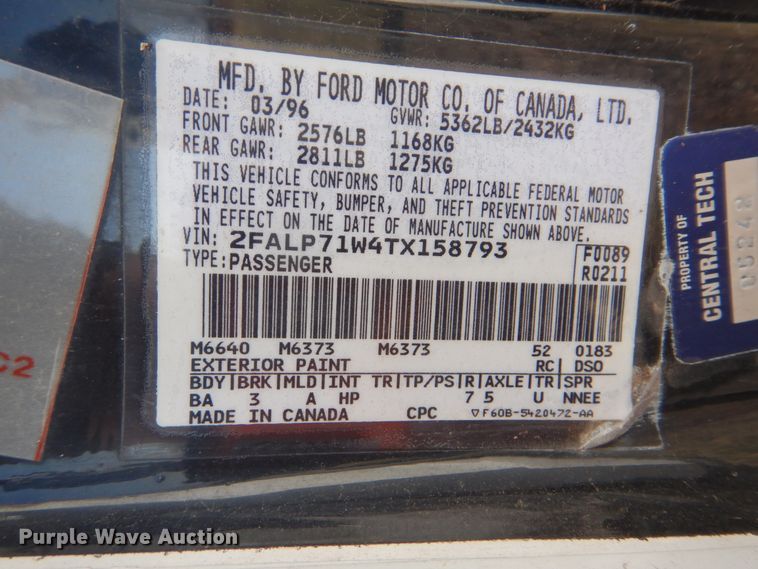 MFD. BY FORD MOTOR CO. OF CANADA, LTD.
DATE: 03/96 GVWR: 5362LB/2432KG
FRONT GAWR: 2576LB 1168KG
REAR GAWR: 2811LB 1275KG
THIS VEHICLE CONFORMS TO ALL APPLICABLE FEDERAL MOTOR
VEHICLE SAFETY, BUMPER, AND THEFT PREVENTION STANDARDS
IN EFFECT ON THE DATE OF MANUFACTURE SHOWN ABOVE.
VIN: 2FALP71W4TX158793 F0089
TYPE:PASSENGER R0211
M6640 M6373 M6373 52 0183
EXTERIOR PAINT RC| DSO
BDY|BRK|MLD|INT TR|TP/PS|R|AXLE|TR|SPR
BA 3 A HP 7 5 U NNEE
MADE IN CANADA CPC ▽F60B-5420472-AA
PROPERTY OF
CENTRAL TECH
06242
C2
Purple Wave Auction